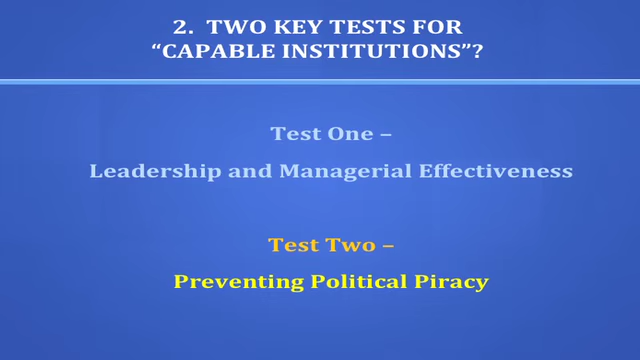 2. TWO KEY TESTS FOR
“CAPABLE INSTITUTIONS”?
Test One –
Leadership and Managerial Effectiveness
Test Two –
Preventing Political Piracy